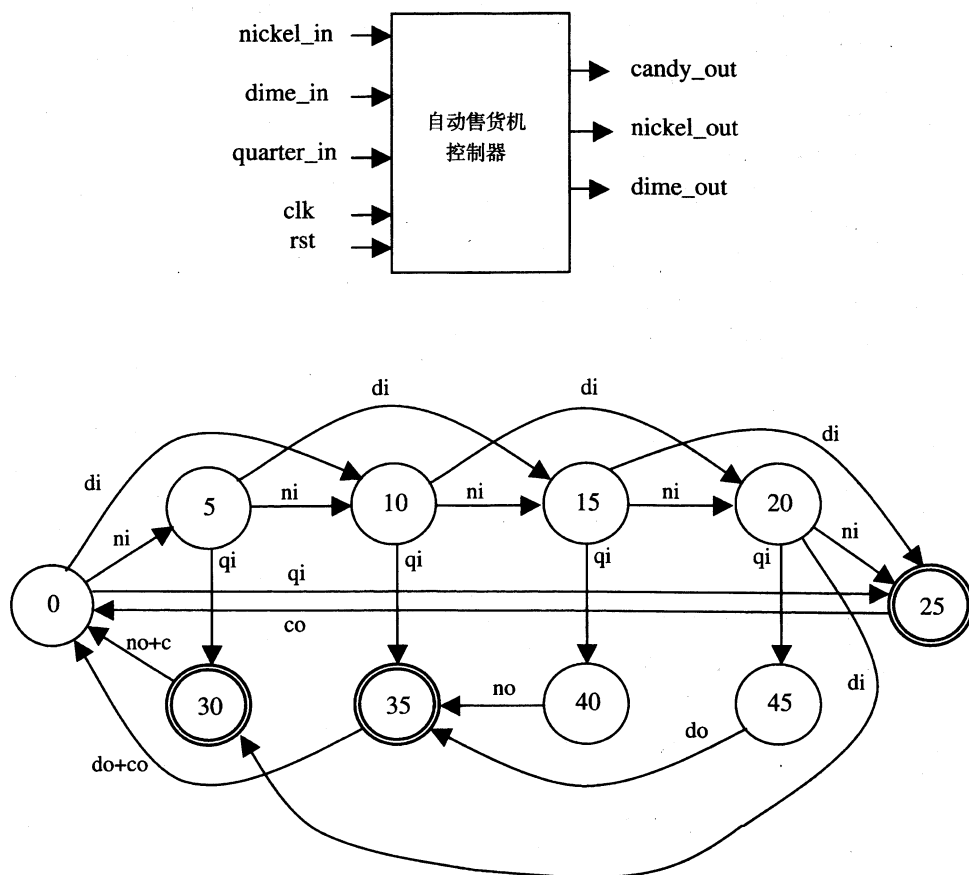 nickel_in
dime_in
quarter_in
clk
rst
自动售货机
控制器
candy_out
nickel_out
dime_out
di
di
di
di
ni
ni
ni
ni
ni
5
10
15
20
qi
qi
qi
qi
0
qi
co
25
no+c
30
35
no
40
45
do+co
do
di